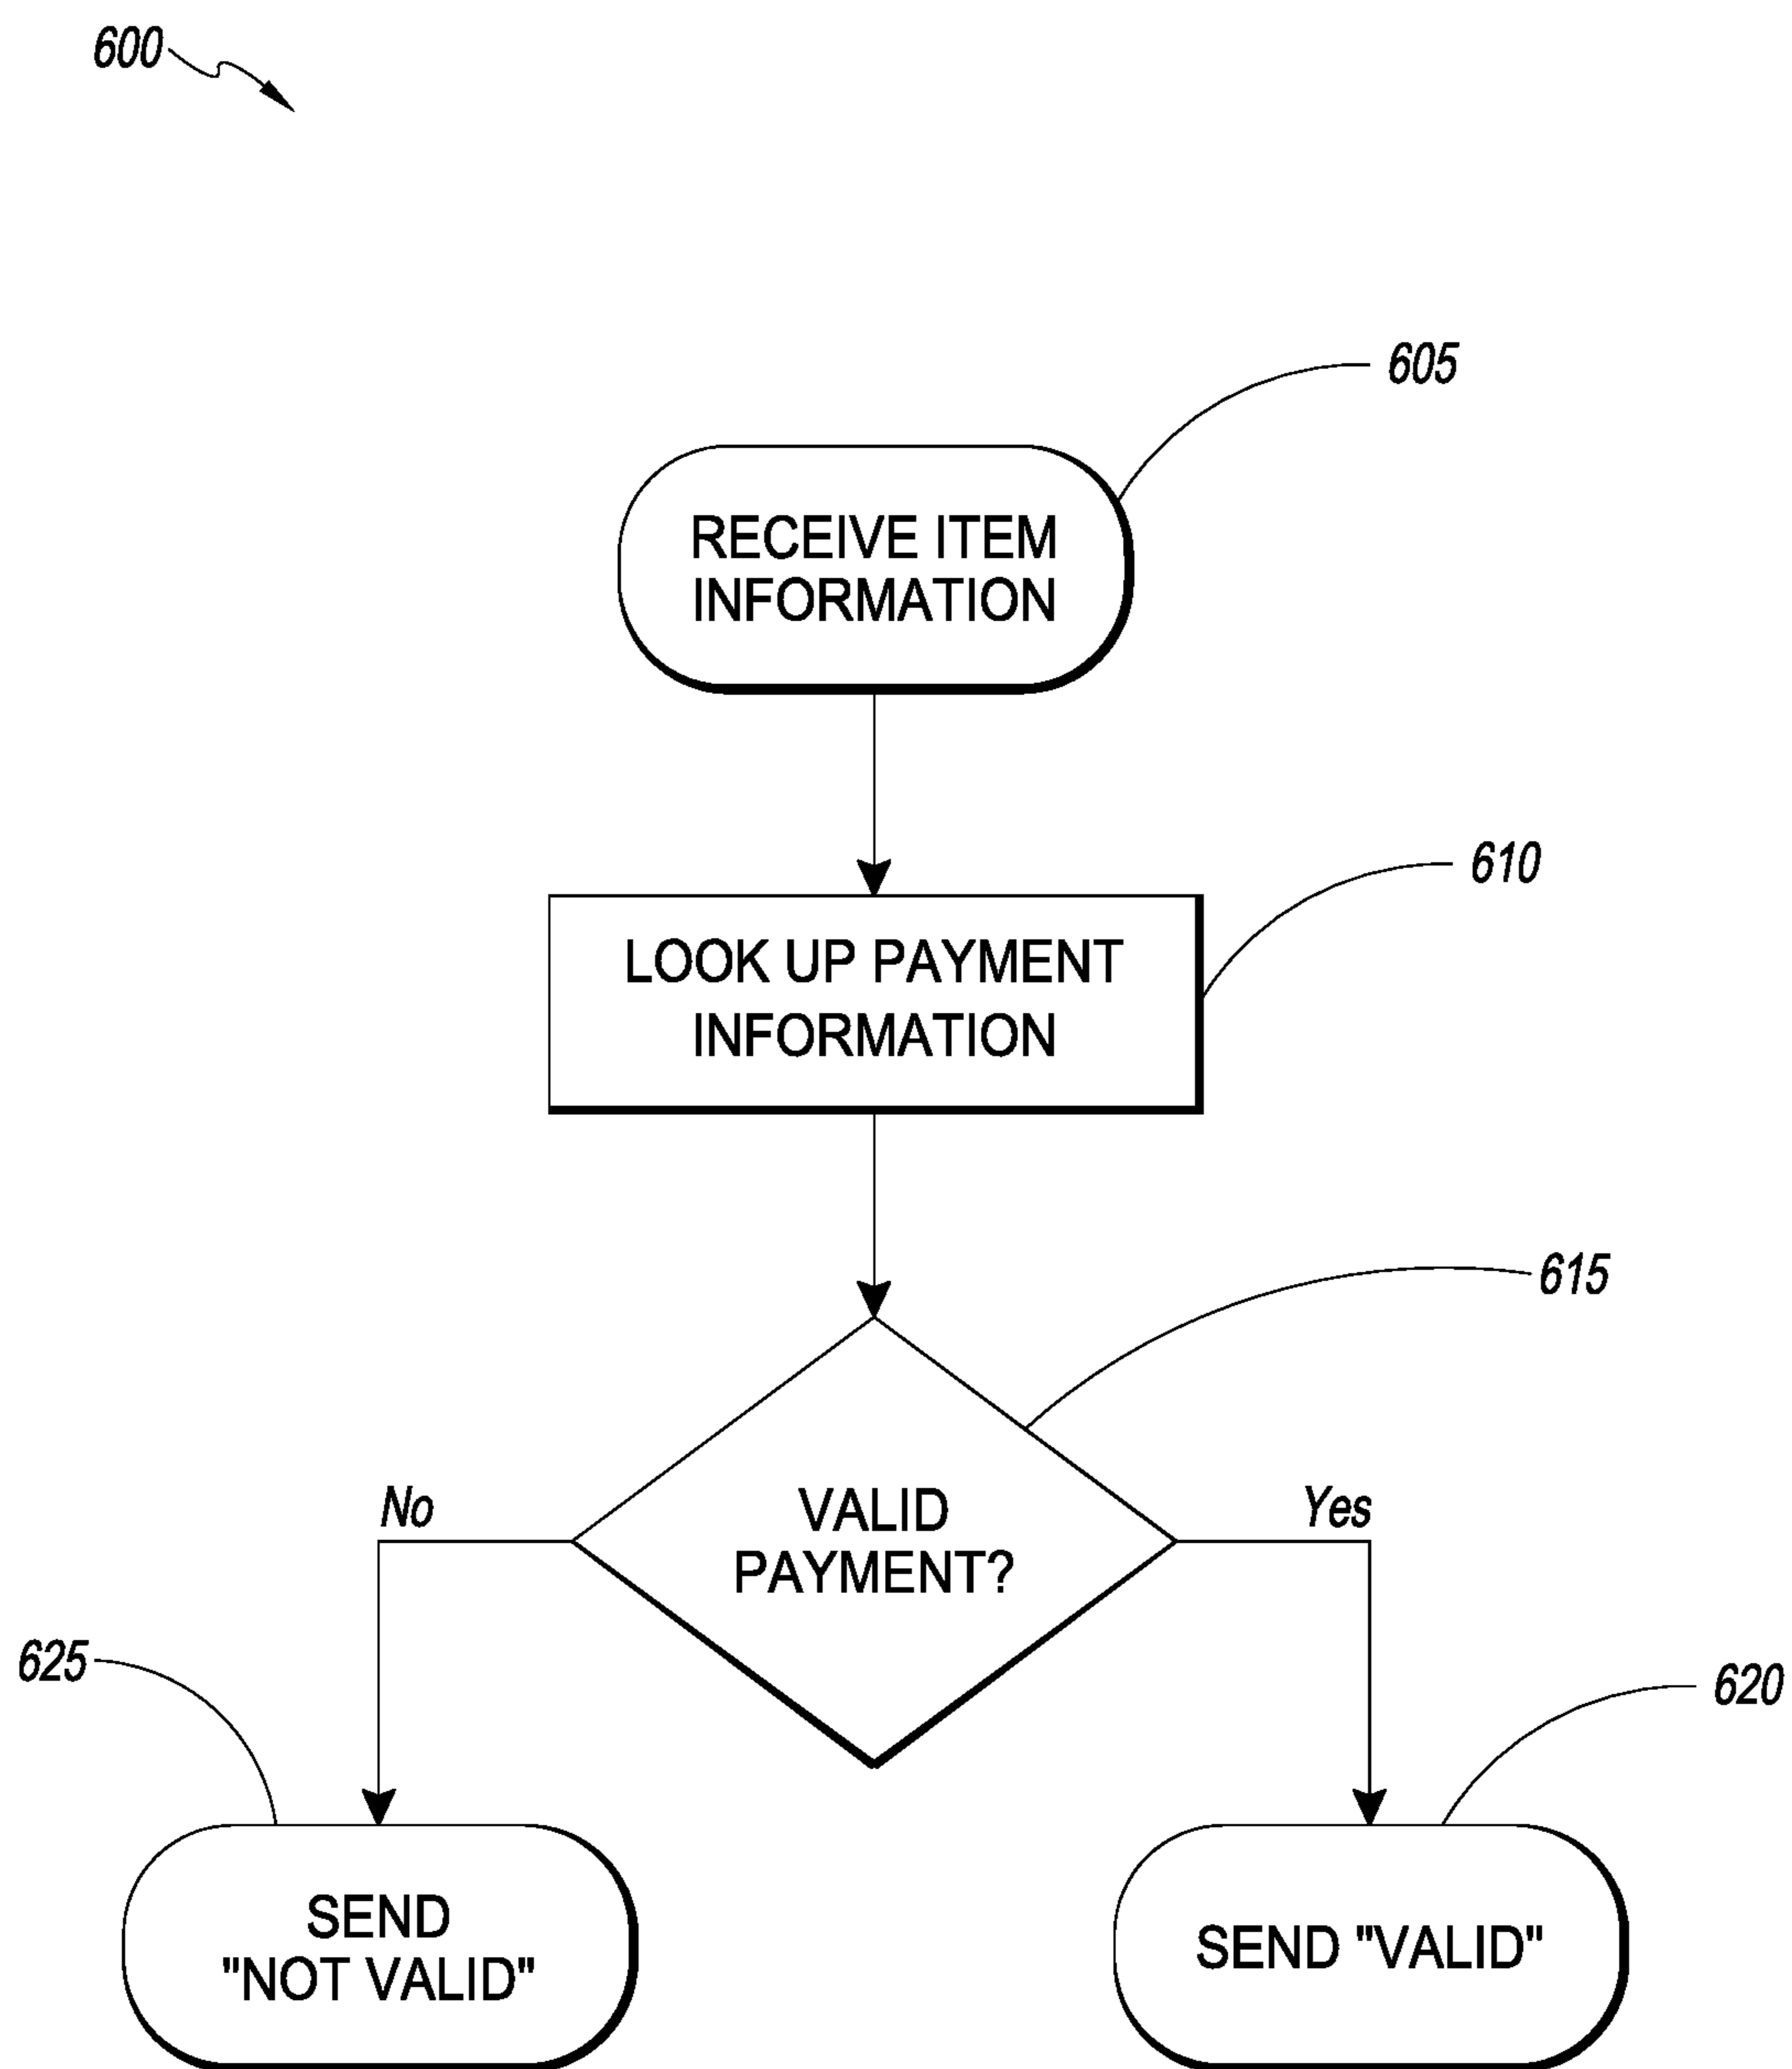 600
605
RECEIVE ITEM
INFORMATION
610
LOOK UP PAYMENT
INFORMATION
615
VALID
PAYMENT?
No
Yes
625
620
SEND
"NOT VALID"
SEND "VALID"